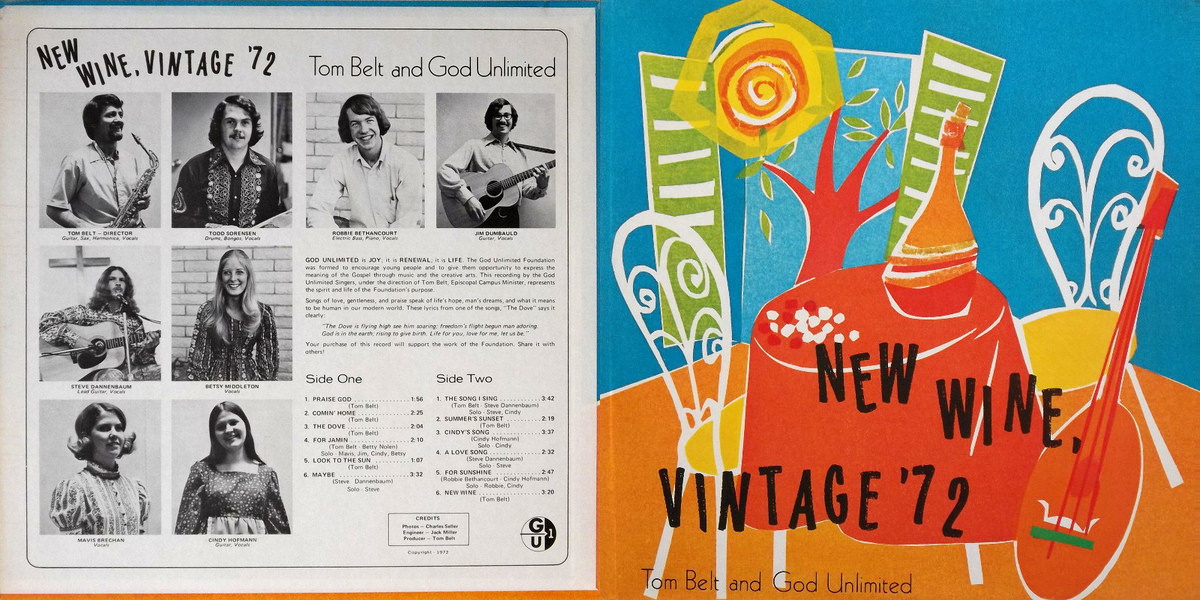 NEW WINE, VINTAGE '72
Tom Belt and God Unlimited
TOM BELT – DIRECTOR
Guitar, Sax, Harmonica, Vocals
TODD SORENSEN
Drums, Bongos, Vocals
ROBBIE BETHANCOURT
Electric Bass, Piano, Vocals
JIM DUMBAULD
Guitar, Vocals
STEVE DANNENBAUM
Lead Guitar, Vocals
BETSY MIDDLETON
Vocals
MAVIS BRECHAN
Vocals
CINDY HOFMANN
Guitar, Vocals
GOD UNLIMITED is JOY; it is RENEWAL; it is LIFE. The God Unlimited Foundation
was formed to encourage young people and to give them opportunity to express the
meaning of the Gospel through music and the creative arts. This recording by the God
Unlimited Singers, under the direction of Tom Belt, Episcopal Campus Minister, represents
the spirit and life of the Foundation's purpose.
Songs of love, gentleness, and praise speak of life's hope, man's dreams, and what it means
to be human in our modern world. These lyrics from one of the songs, "The Dove" says it
clearly:
"The Dove is flying high see him soaring; freedom's flight begun man adoring.
God is in the earth, rising to give birth. Life for you, love for me, let us be."
Your purchase of this record will support the work of the Foundation. Share it with
others!
Side One
1. PRAISE GOD . . . . . . . . . . . . 1:56
(Tom Belt)
2. COMIN' HOME . . . . . . . . . . . 2:25
(Tom Belt)
3. THE DOVE . . . . . . . . . . . . . 2:04
(Tom Belt)
4. FOR JAMIN . . . . . . . . . . . . 2:10
(Tom Belt - Betty Nolen)
Solo - Mavis, Jim, Cindy, Betsy
5. LOOK TO THE SUN . . . . . . . . 1:07
(Tom Belt)
6. MAYBE . . . . . . . . . . . . . . 3:32
(Steve Dannenbaum)
Solo - Steve
Side Two
1. THE SONG I SING . . . . . . . . . 3:42
(Tom Belt - Steve Dannenbaum)
Solo - Steve, Cindy
2. SUMMER'S SUNSET . . . . . . . . 2:19
(Tom Belt)
3. CINDY'S SONG . . . . . . . . . . 3:37
(Cindy Hofmann)
Solo - Cindy
4. A LOVE SONG . . . . . . . . . . . 2:32
(Steve Dannenbaum)
Solo - Steve
5. FOR SUNSHINE . . . . . . . . . . 2:47
(Robbie Bethancourt - Cindy Hofmann)
Solo - Robbie, Cindy
6. NEW WINE . . . . . . . . . . . . 3:20
(Tom Belt)
CREDITS
Photos – Charles Seller
Engineer – Jack Miller
Producer – Tom Belt
Copyright 1972
G
U 1
NEW WINE,
VINTAGE '72
Tom Belt and God Unlimited